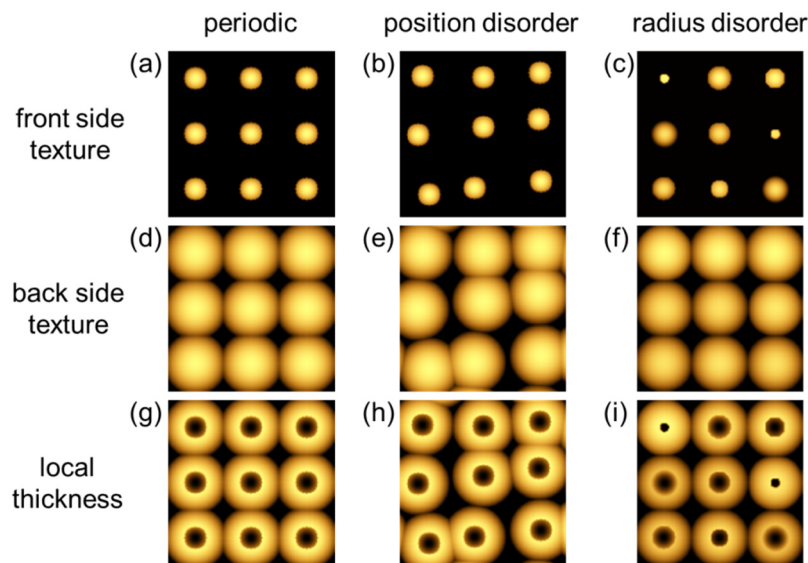 periodic
position disorder
radius disorder
(a)
(b)
(c)
front side
texture
(d)
(e)
(f)
back side
texture
(g)
(h)
(i)
local
thickness